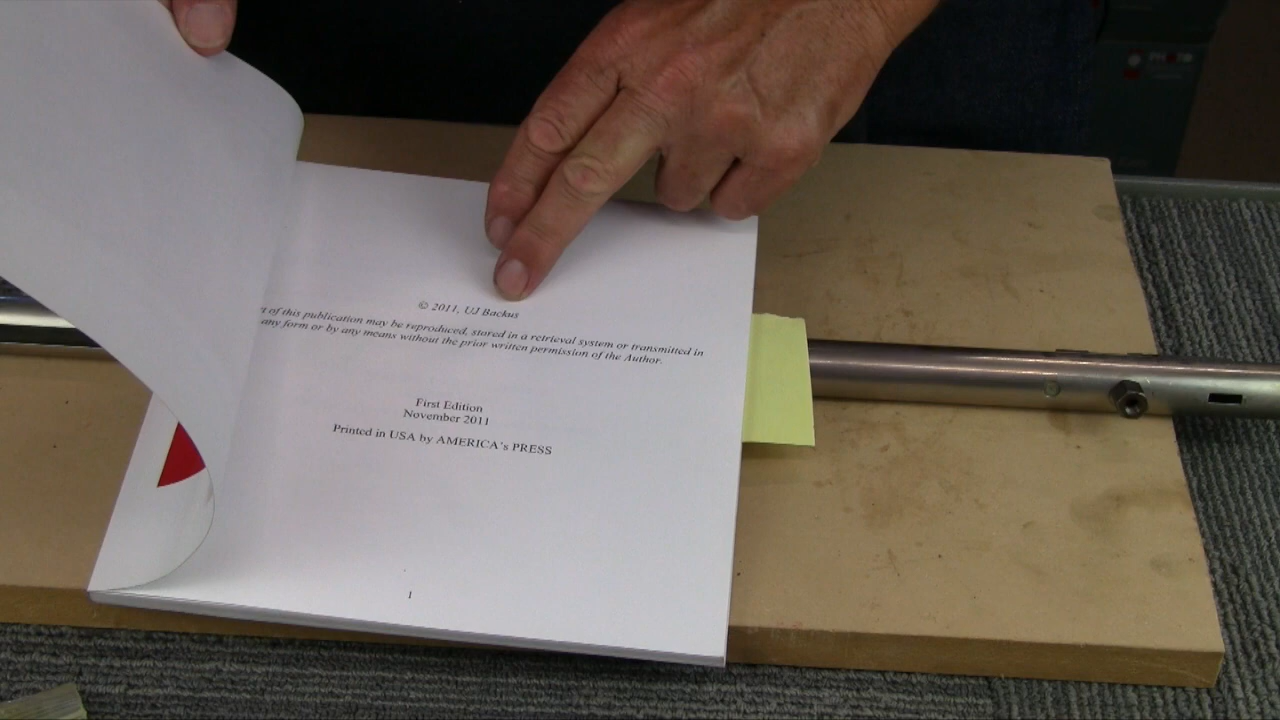 © 2011, UJ Backus
of this publication may be reproduced, stored in a retrieval system or transmitted in
any form or by any means without the prior written permission of the Author.
First Edition
November 2011
Printed in USA by AMERICA's PRESS
1